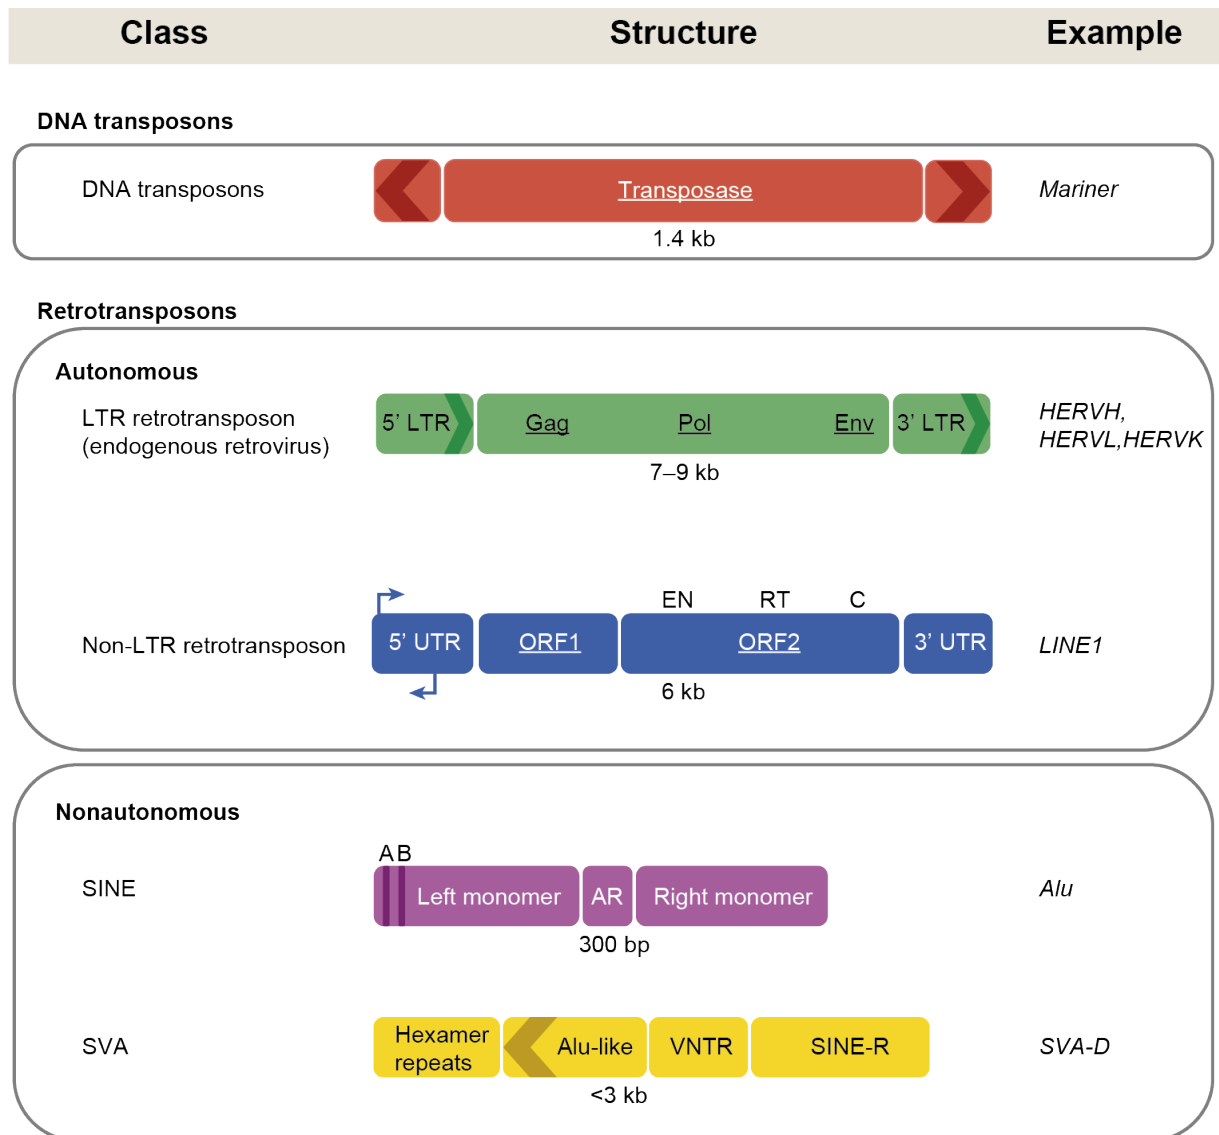 Class Structure Example
DNA transposons
DNA transposons Transposase Mariner
1.4 kb
Retrotransposons
Autonomous
LTR retrotransposon
(endogenous retrovirus)
5’ LTR Gag Pol Env 3’ LTR
HERVH,
HERVL,HERVK
7–9 kb
EN RT C
Non-LTR retrotransposon 5’ UTR ORF1 ORF2 3’ UTR LINE1
6 kb
Nonautonomous
A B
SINE Left monomer AR Right monomer Alu
300 bp
SVA
Hexamer
repeats
Alu-like VNTR SINE-R SVA-D
<3 kb